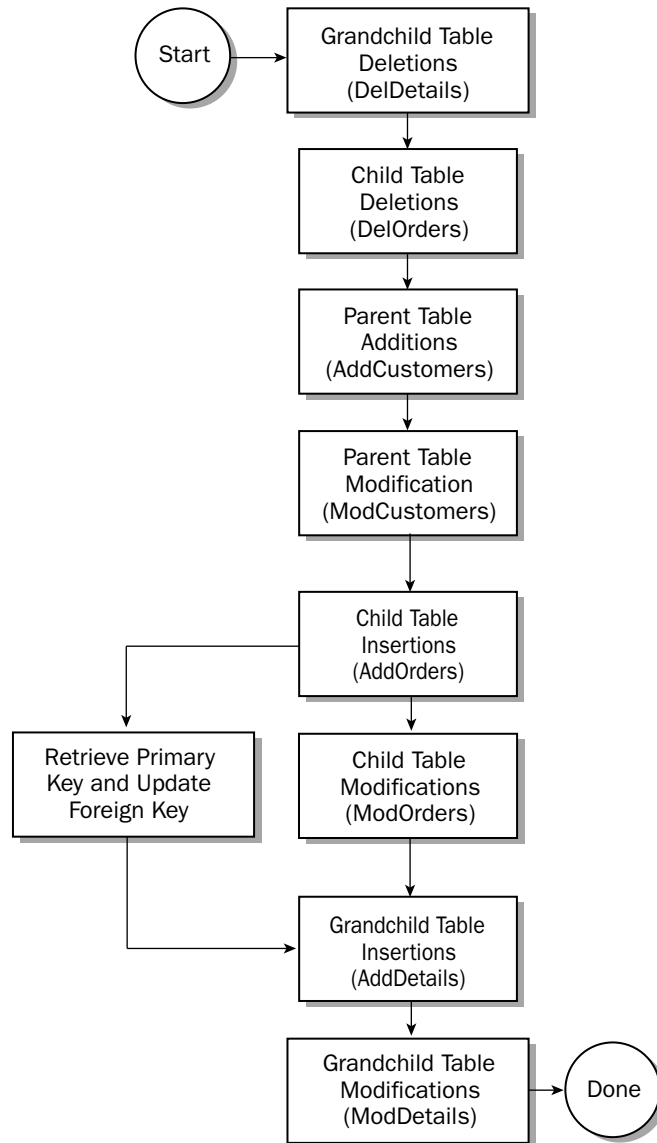 Start
Grandchild Table
Deletions
(DelDetails)
Child Table
Deletions
(DelOrders)
Parent Table
Additions
(AddCustomers)
Parent Table
Modification
(ModCustomers)
Child Table
Insertions
(AddOrders)
Retrieve Primary
Key and Update
Foreign Key
Child Table
Modifications
(ModOrders)
Grandchild Table
Insertions
(AddDetails)
Grandchild Table
Modifications
(ModDetails)
Done